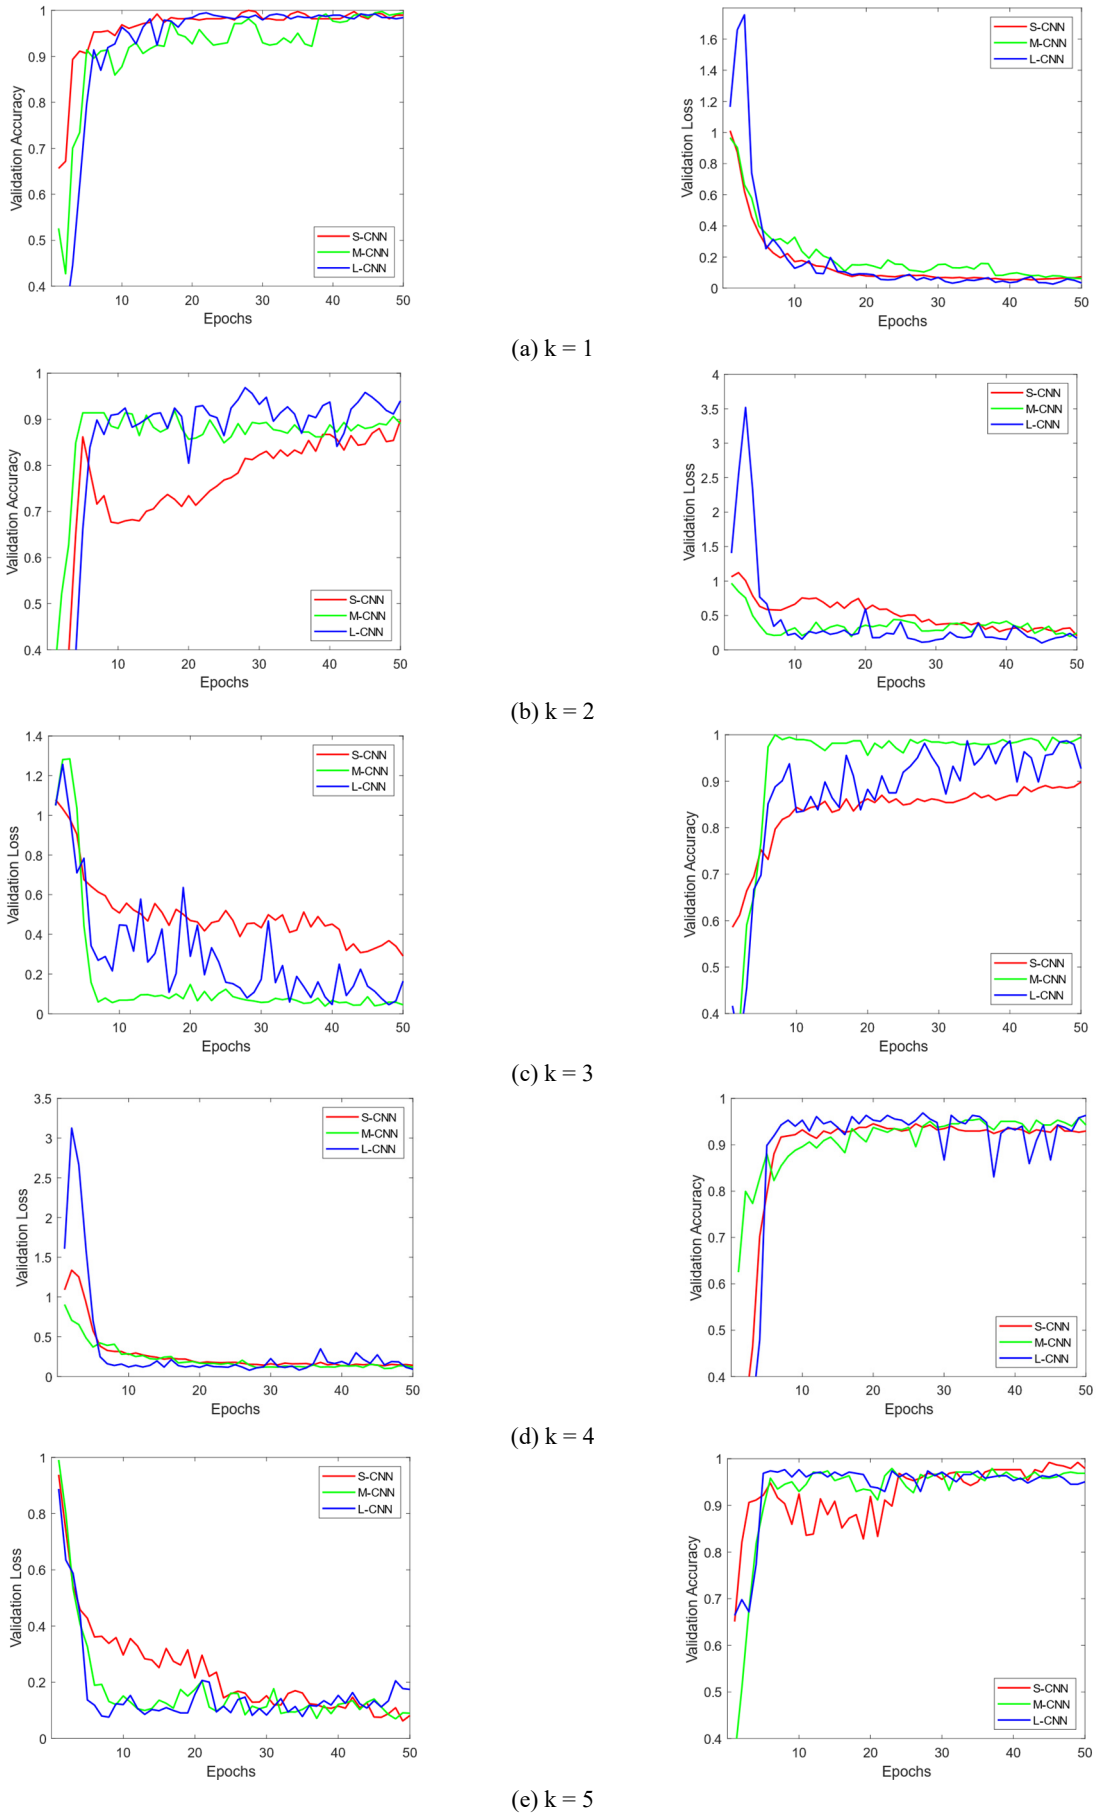 1
0.9
0.8
0.7
0.6
0.5
0.4
Validation Accuracy
S-CNN
M-CNN
L-CNN
10 20 30 40 50
Epochs
1.6
1.4
1.2
1
0.8
0.6
0.4
0.2
0
Validation Loss
S-CNN
M-CNN
L-CNN
10 20 30 40 50
Epochs
(a) k = 1
1
0.9
0.8
0.7
0.6
0.5
0.4
Validation Accuracy
S-CNN
M-CNN
L-CNN
10 20 30 40 50
Epochs
4
3.5
3
2.5
2
1.5
1
0.5
0
Validation Loss
S-CNN
M-CNN
L-CNN
10 20 30 40 50
Epochs
(b) k = 2
1.4
1.2
1
0.8
0.6
0.4
0.2
0
Validation Loss
S-CNN
M-CNN
L-CNN
10 20 30 40 50
Epochs
1
0.9
0.8
0.7
0.6
0.5
0.4
Validation Accuracy
S-CNN
M-CNN
L-CNN
10 20 30 40 50
Epochs
(c) k = 3
3.5
3
2.5
2
1.5
1
0.5
0
Validation Loss
S-CNN
M-CNN
L-CNN
10 20 30 40 50
Epochs
1
0.9
0.8
0.7
0.6
0.5
0.4
Validation Accuracy
S-CNN
M-CNN
L-CNN
10 20 30 40 50
Epochs
(d) k = 4
1
0.8
0.6
0.4
0.2
0
Validation Loss
S-CNN
M-CNN
L-CNN
10 20 30 40 50
Epochs
1
0.9
0.8
0.7
0.6
0.5
0.4
Validation Accuracy
S-CNN
M-CNN
L-CNN
10 20 30 40 50
Epochs
(e) k = 5